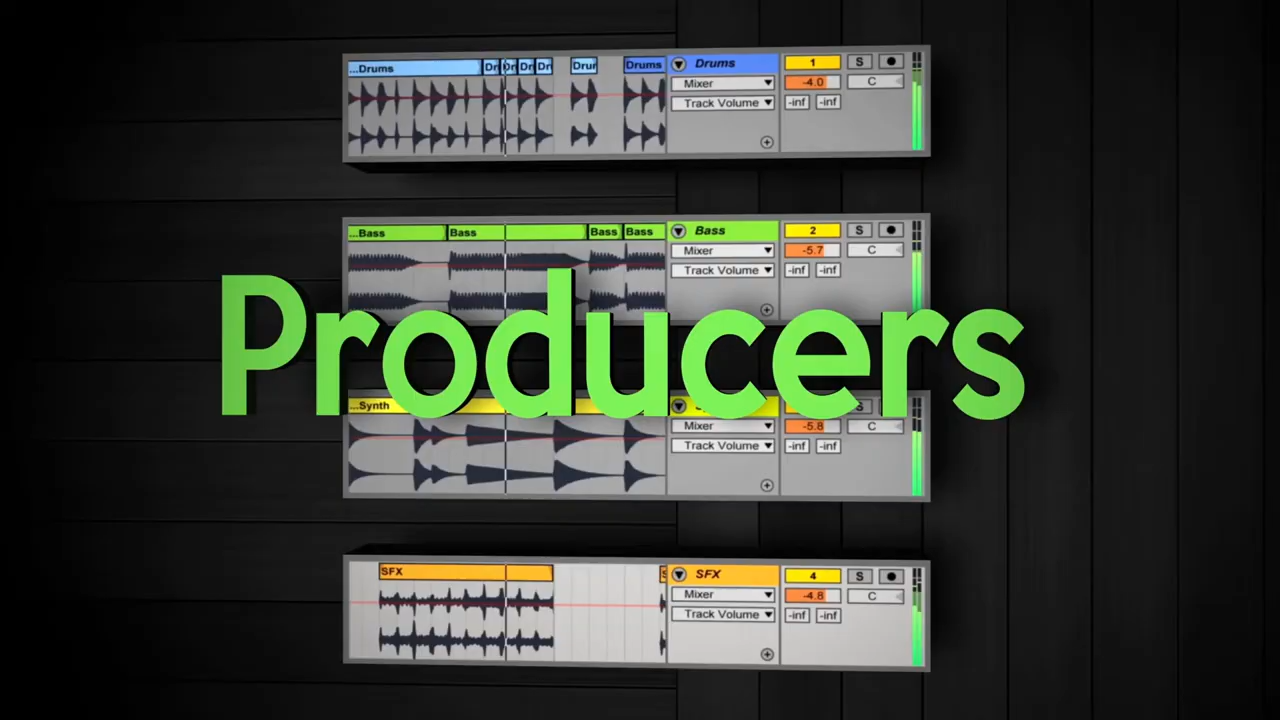 ...Drums Dr Dr Dr Dr Drur Drums Drums 1 S
Mixer -4.0 C
Track Volume -inf -inf
...Bass Bass Bass Bass Bass 2 S
Mixer -5.7 C
Track Volume -inf -inf
Producers
...Synth S
Mixer -5.8 C
Track Volume -inf -inf
SFX SFX 4 S
Mixer -4.8 C
Track Volume -inf -inf